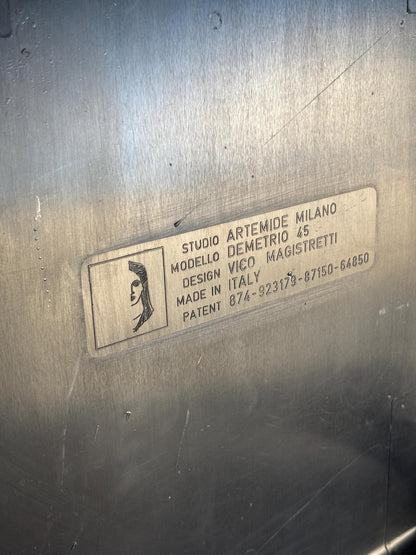 STUDIO ARTEMIDE MILANO
MODELLO DEMETRIO 45
DESIGN VICO MAGISTRETTI
MADE IN ITALY
PATENT 874-923179-87150-64850